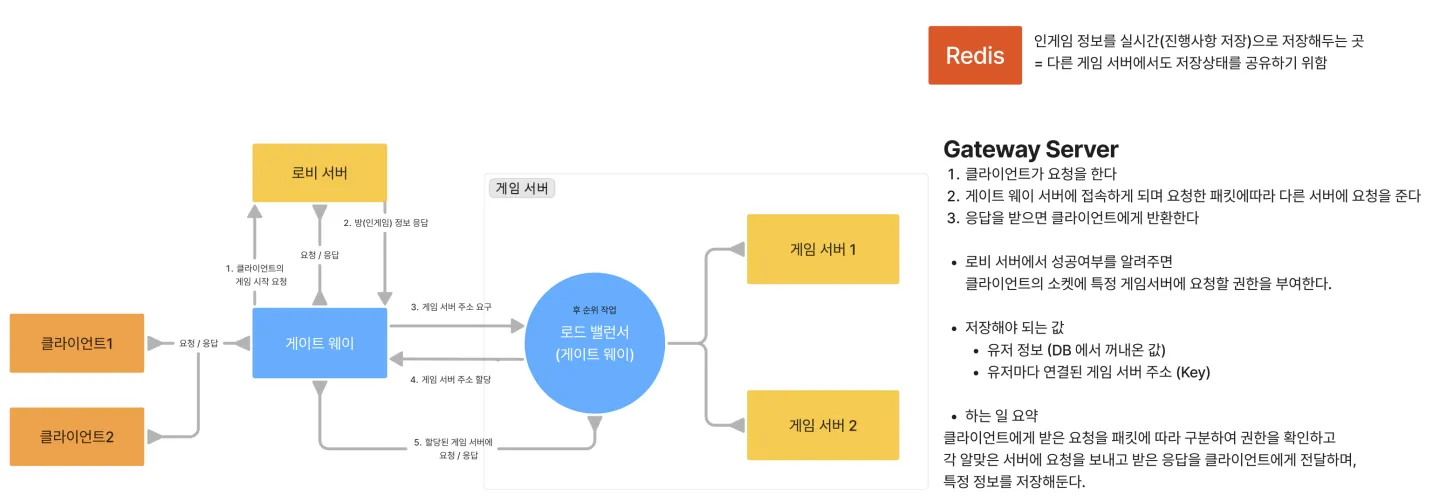 Redis
인게임 정보를 실시간(진행사항 저장)으로 저장해두는 곳
= 다른 게임 서버에서도 저장상태를 공유하기 위함
로비 서버
2. 방(인게임) 정보 응답
요청 / 응답
1. 클라이언트의
게임 시작 요청
클라이언트1
클라이언트2
요청 / 응답
게이트 웨이
3. 게임 서버 주소 요구
4. 게임 서버 주소 할당
5. 할당된 게임 서버에
요청 / 응답
게임 서버
후 순위 작업
로드 밸런서
(게이트 웨이)
게임 서버 1
게임 서버 2
Gateway Server
1. 클라이언트가 요청을 한다
2. 게이트 웨이 서버에 접속하게 되며 요청한 패킷에따라 다른 서버에 요청을 준다
3. 응답을 받으면 클라이언트에게 반환한다
• 로비 서버에서 성공여부를 알려주면
클라이언트의 소켓에 특정 게임서버에 요청할 권한을 부여한다.
• 저장해야 되는 값
• 유저 정보 (DB 에서 꺼내온 값)
• 유저마다 연결된 게임 서버 주소 (Key)
• 하는 일 요약
클라이언트에게 받은 요청을 패킷에 따라 구분하여 권한을 확인하고
각 알맞은 서버에 요청을 보내고 받은 응답을 클라이언트에게 전달하며,
특정 정보를 저장해둔다.